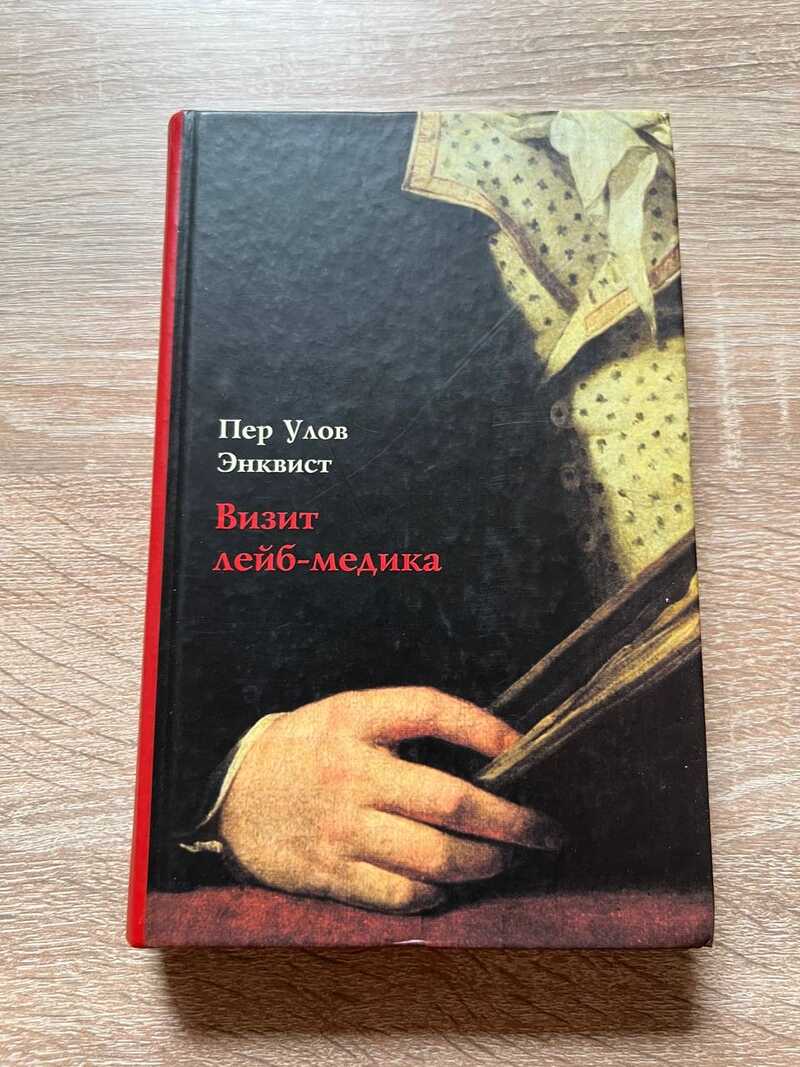 Пер Улов
Энквист
Визит
лейб-медика